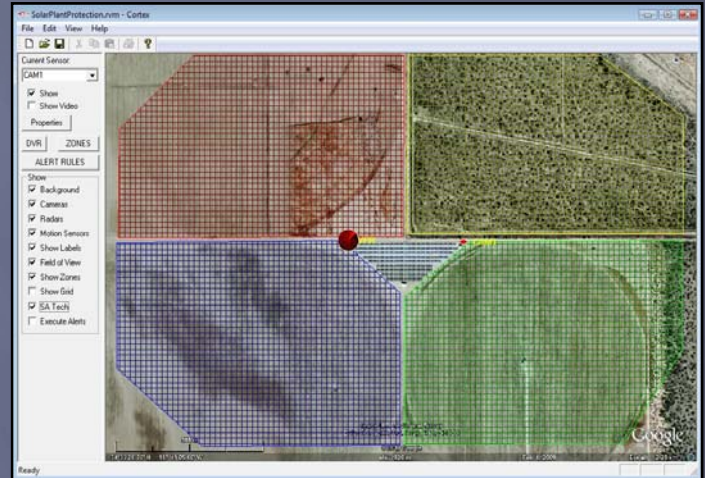 SolarPlantProtection.rvm - Cortex
File Edit View Help
Current Sensor:
CAM1
Show
Show Video
Properties
DVR ZONES
ALERT RULES
Show
Background
Cameras
Radars
Motion Sensors
Show Labels
Field of View
Show Zones
Show Grid
SA Tech
Execute Alerts
Google
Ready